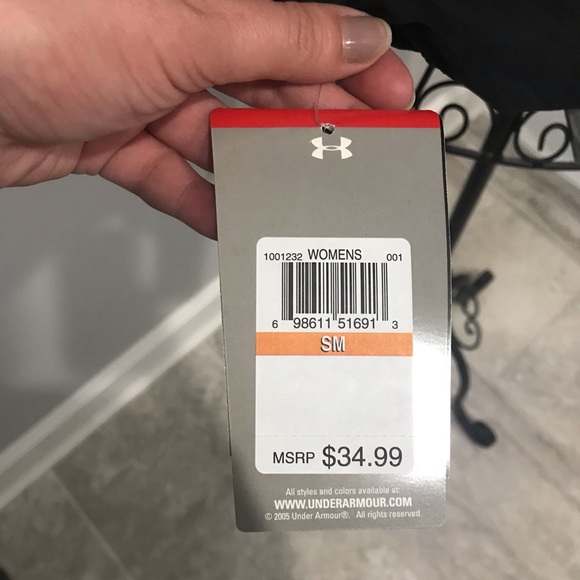 1001232 WOMENS 001
6 98611 51691 3
SM
MSRP $34.99
All styles and colors available at:
WWW.UNDERARMOUR.COM
© 2005 Under Armour®. All rights reserved.